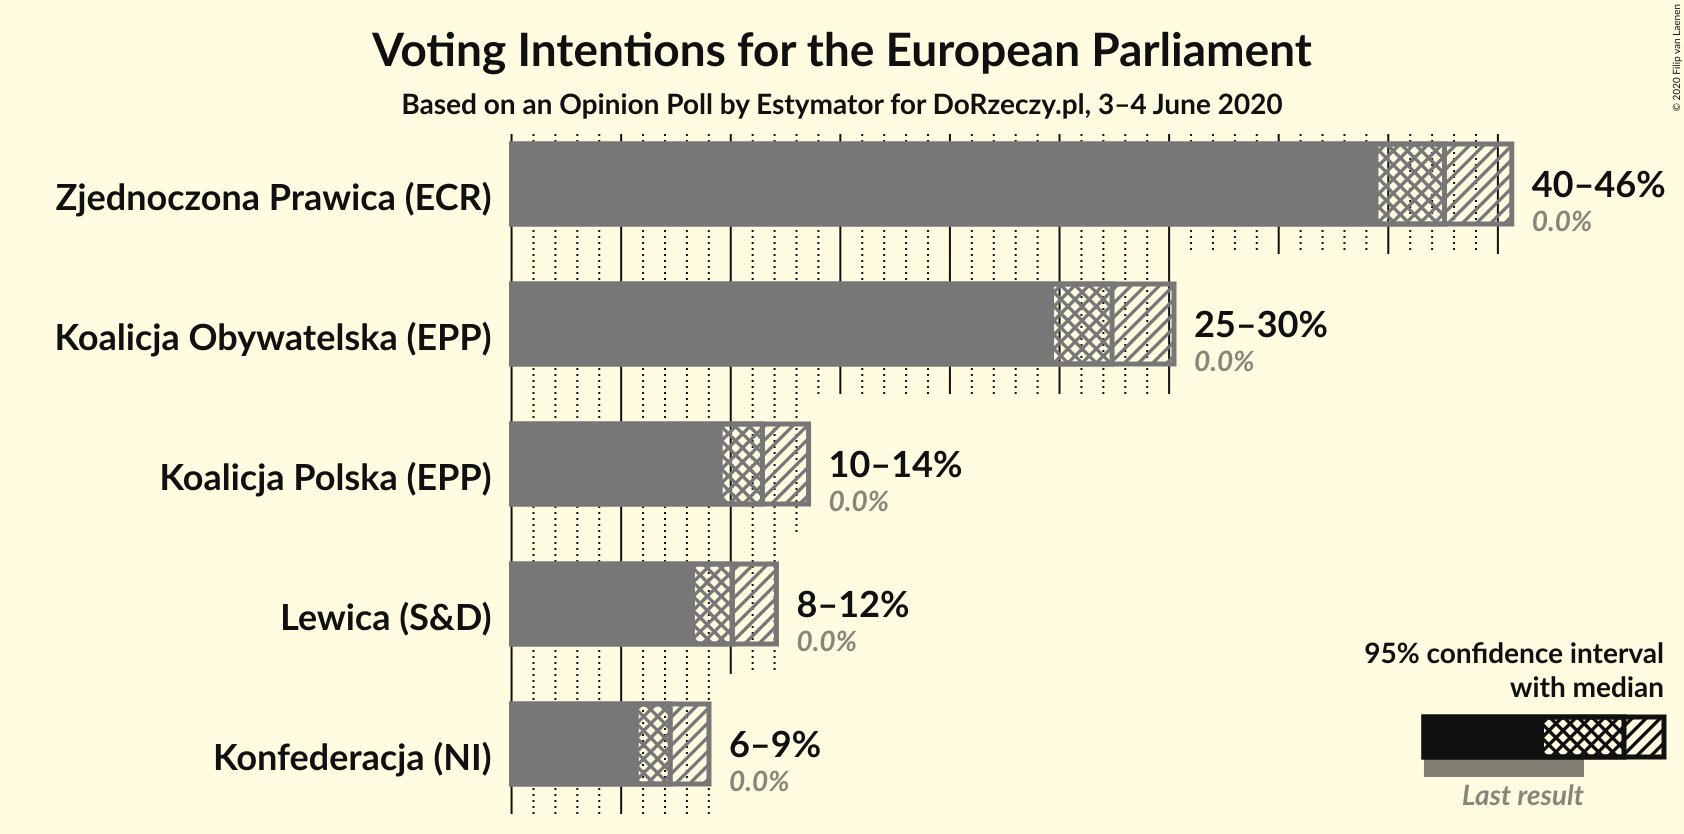 Voting Intentions for the European Parliament
Based on an Opinion Poll by Estymator for DoRzeczy.pl, 3–4 June 2020
© 2020 Filip van Laenen
Zjednoczona Prawica (ECR)
40–46%
0.0%
Koalicja Obywatelska (EPP)
25–30%
0.0%
Koalicja Polska (EPP)
10–14%
0.0%
Lewica (S&D)
8–12%
0.0%
Konfederacja (NI)
6–9%
0.0%
95% confidence interval
with median
Last result